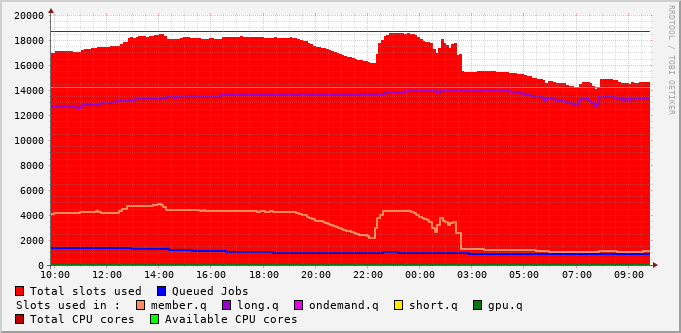 20000
18000
16000
14000
12000
10000
8000
6000
4000
2000
0
10:00 12:00 14:00 16:00 18:00 20:00 22:00 00:00 03:00 05:00 07:00 09:00
RRDTOOL / TOBI OETIKER
Total slots used Queued Jobs
Slots used in : member.q long.q ondemand.q short.q gpu.q
Total CPU cores Available CPU cores